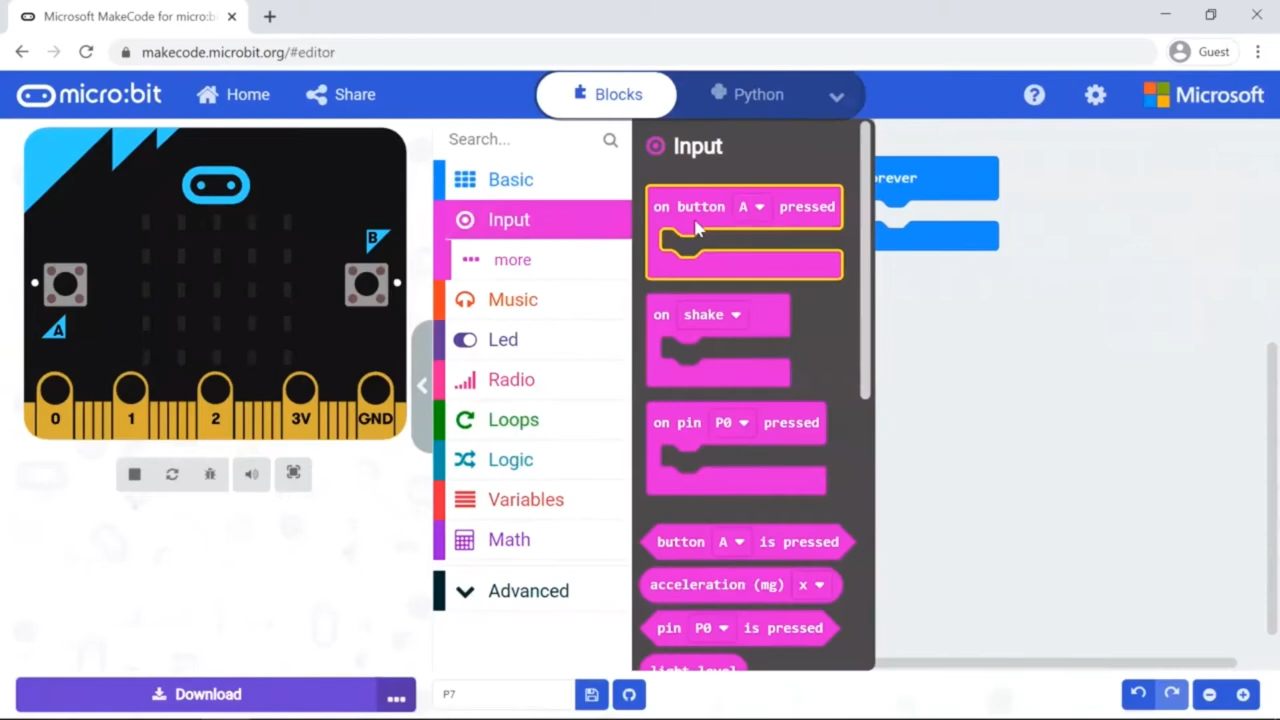 Microsoft MakeCode for micro:b
makecode.microbit.org/#editor
Guest
micro:bit
Home
Share
Blocks
Python
Microsoft
Search...
Basic
Input
more
Music
Led
Radio
Loops
Logic
Variables
Math
Advanced
Input
on button A pressed
on shake
on pin P0 pressed
button A is pressed
acceleration (mg) x
pin P0 is pressed
light level
rever
B
A
0 1 2 3V GND
Download
P7